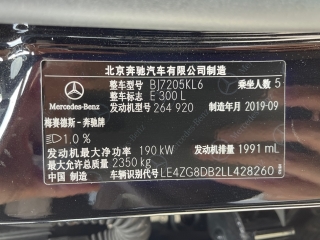 北京奔驰汽车有限公司制造
整车型号 BJ7205KL6 乘坐人数 5
整车标志 E 300 L
发动机型号 264 920 制造年月 2019-09
Mercedes-Benz
梅赛德斯-奔驰牌
1,0 %
发动机最大净功率 190 kW 发动机排量 1991 mL
最大允许总质量 2350 kg
中国 制造 车辆识别代号 LE4ZG8DB2LL428260